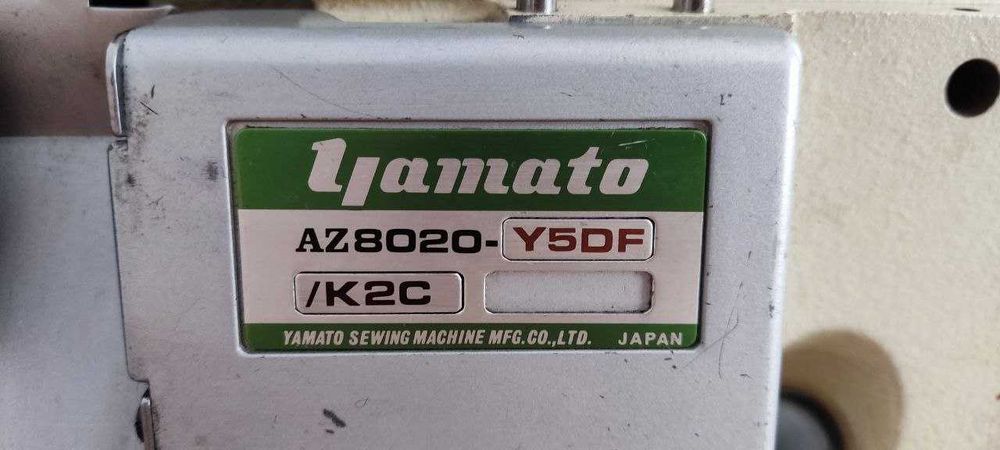 yamato
AZ8020-Y5DF
/K2C
YAMATO SEWING MACHINE MFG.CO.,LTD. JAPAN